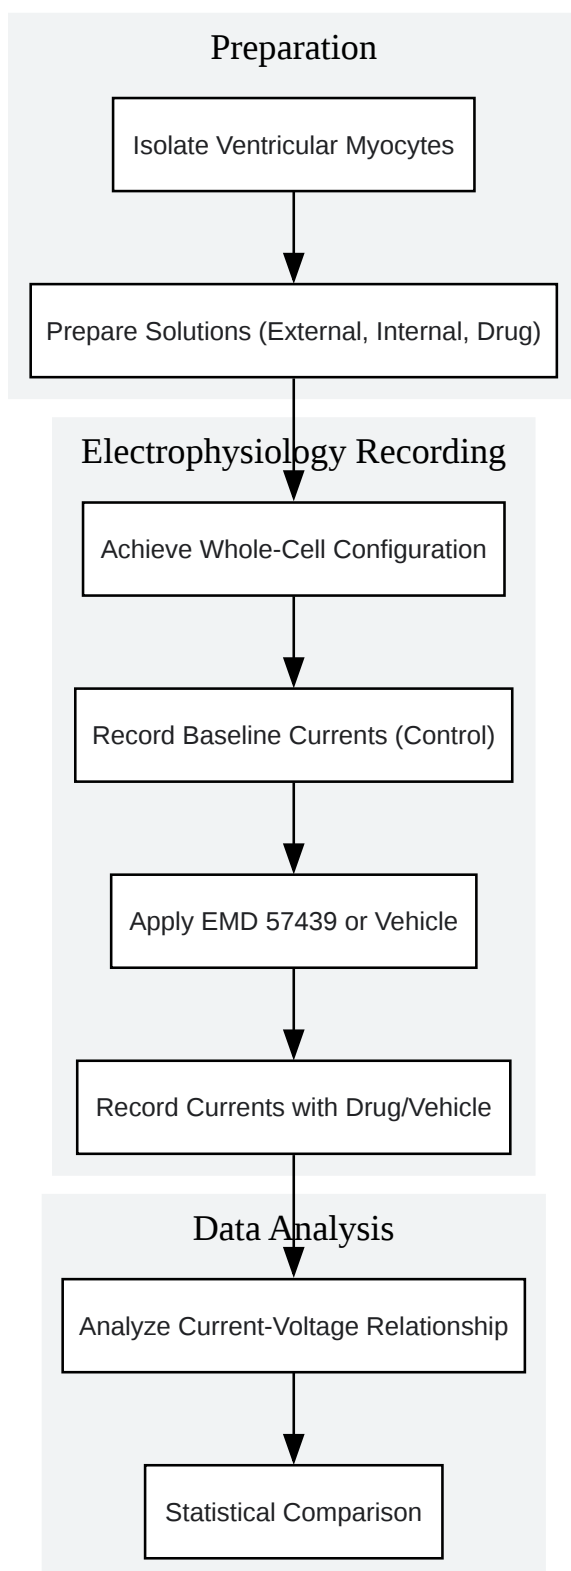 Preparation
Isolate Ventricular Myocytes
Prepare Solutions (External, Internal, Drug)
Electrophysiology Recording
Achieve Whole-Cell Configuration
Record Baseline Currents (Control)
Apply EMD 57439 or Vehicle
Record Currents with Drug/Vehicle
Data Analysis
Analyze Current-Voltage Relationship
Statistical Comparison